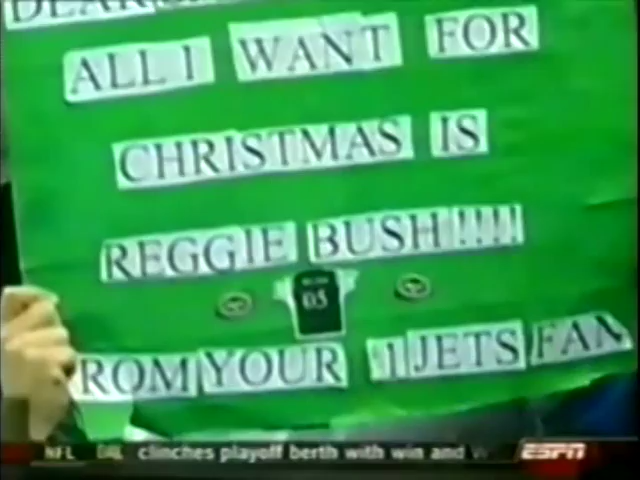 ALL I WANT FOR
CHRISTMAS IS
REGGIE BUSH!!!!
05
ROM YOUR #1 JETS FAN
NFL clinches playoff berth with win and
ESPN